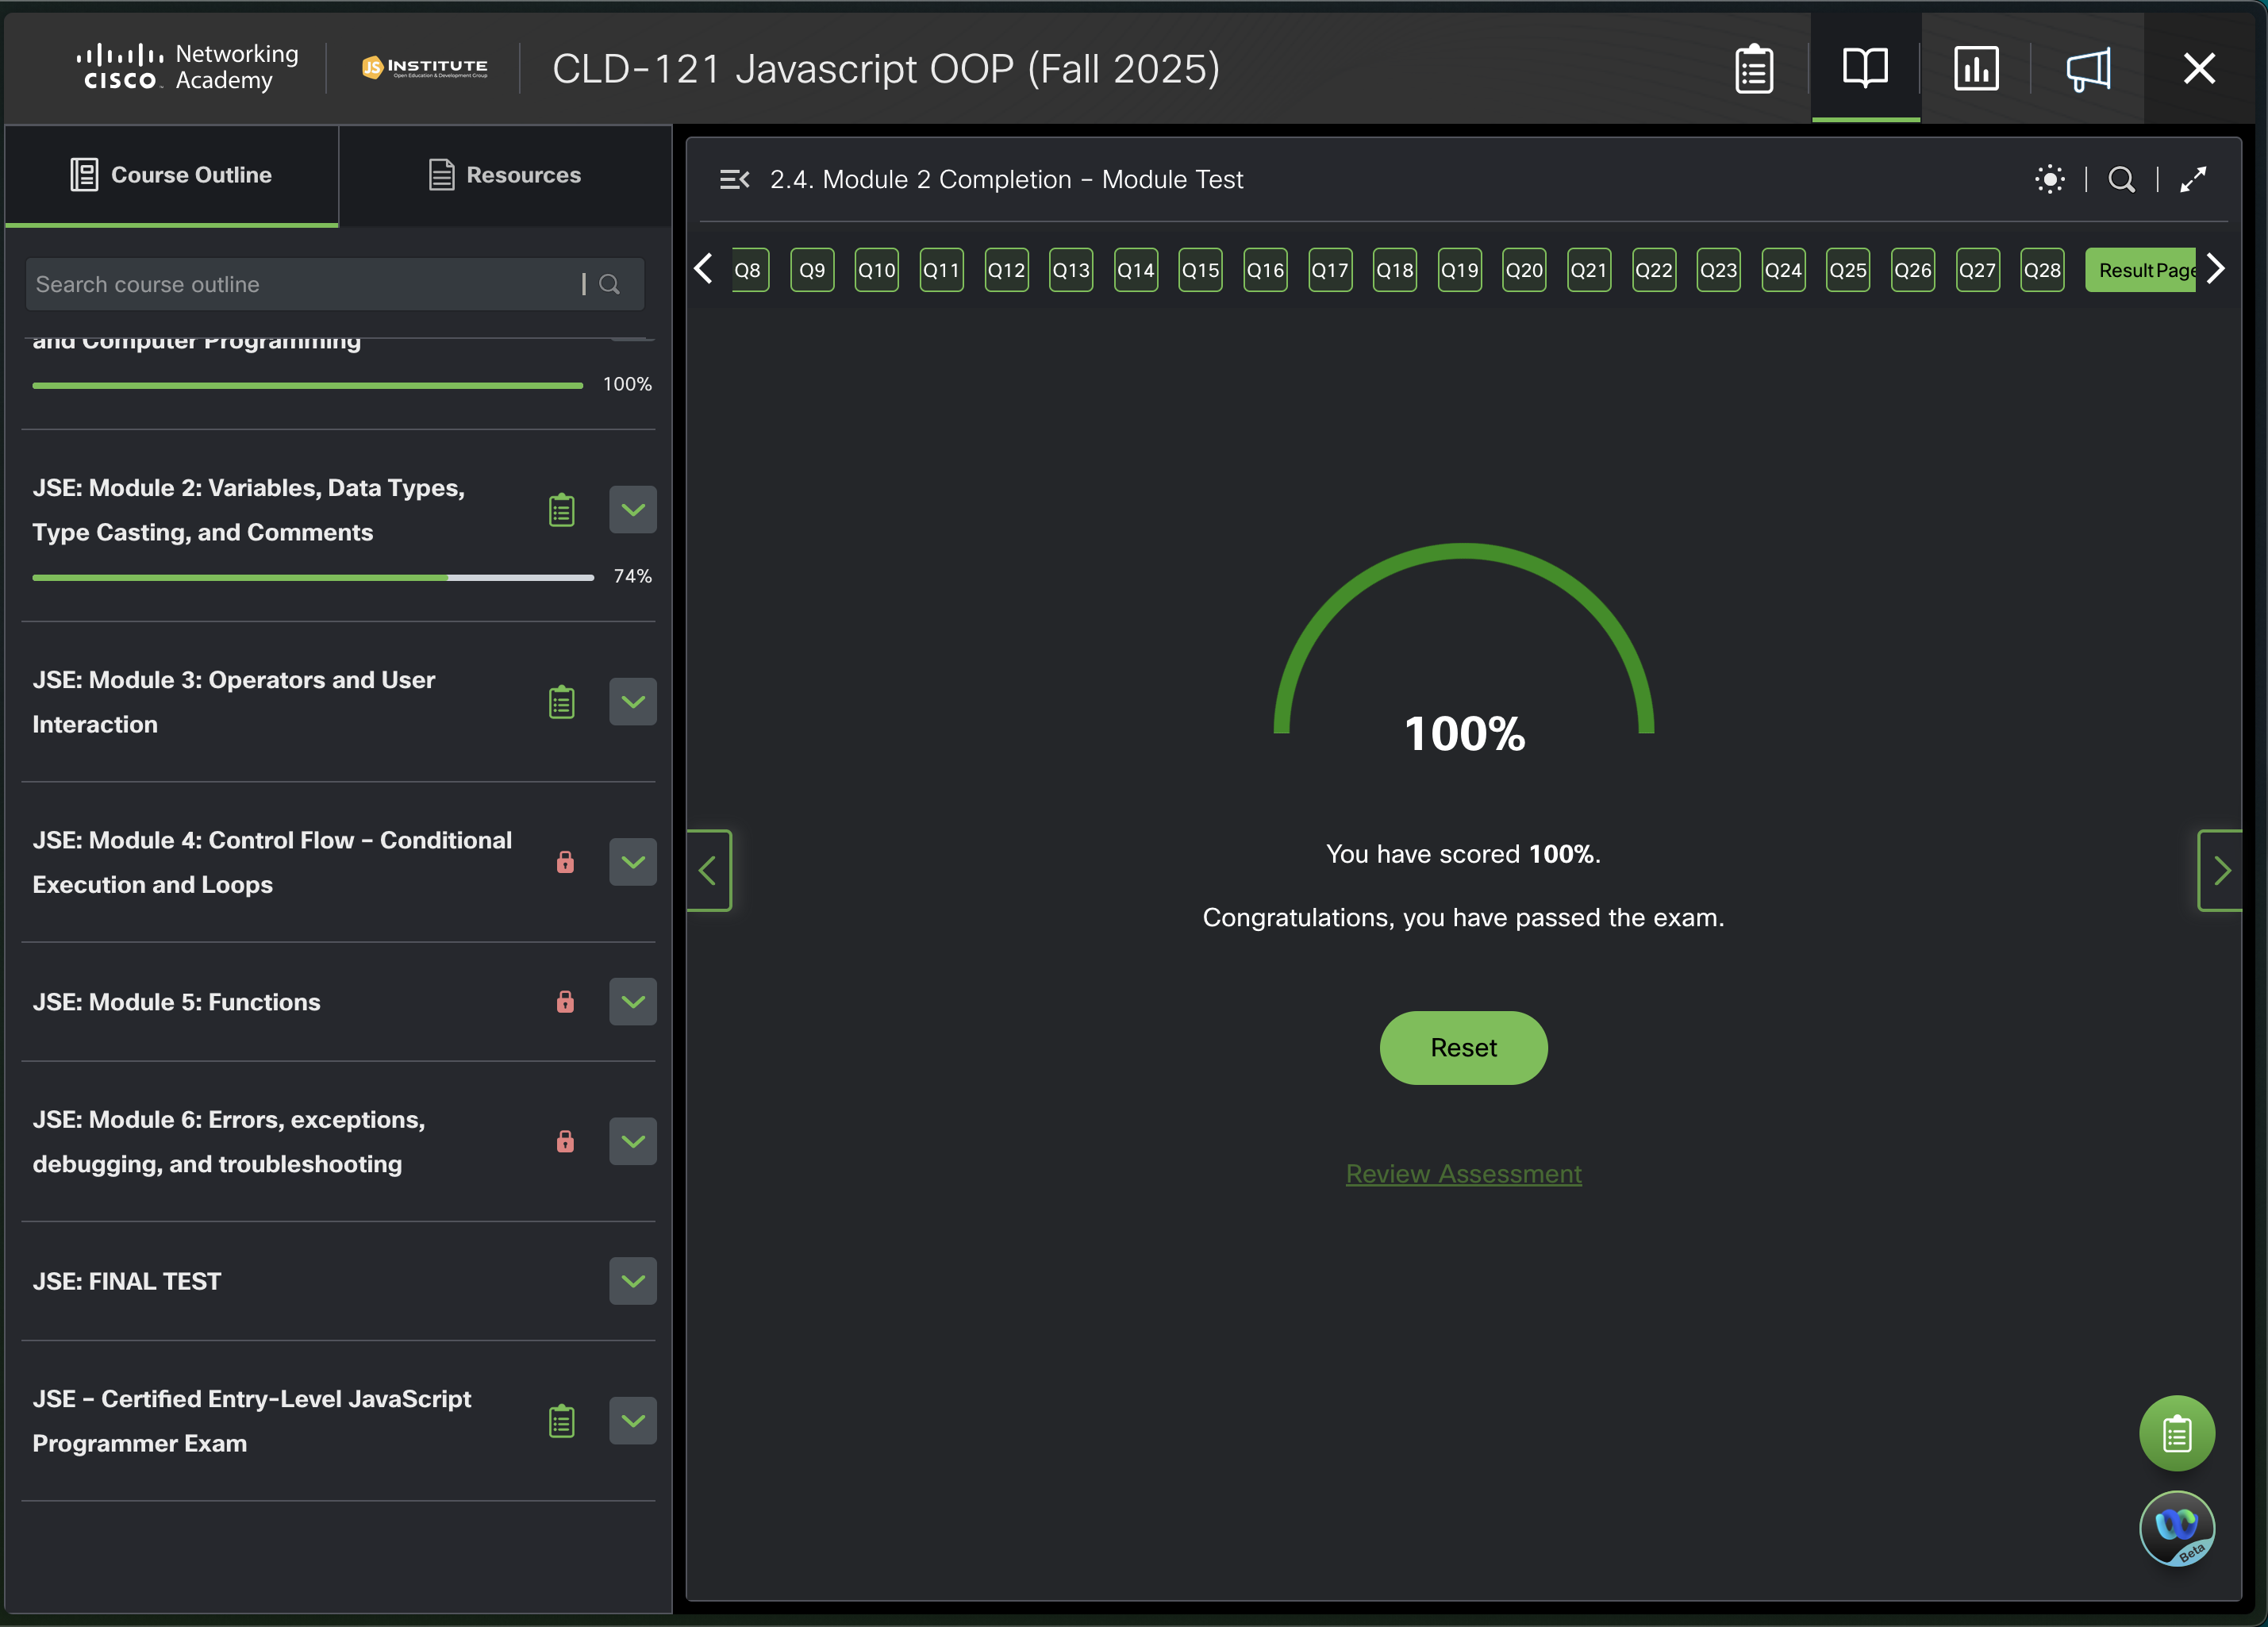 Networking
CISCO Academy
JS INSTITUTE
Open Education & Development Group
CLD-121 Javascript OOP (Fall 2025)
Course Outline
Resources
Search course outline
and Computer Programming
100%
JSE: Module 2: Variables, Data Types,
Type Casting, and Comments
74%
JSE: Module 3: Operators and User
Interaction
JSE: Module 4: Control Flow – Conditional
Execution and Loops
JSE: Module 5: Functions
JSE: Module 6: Errors, exceptions,
debugging, and troubleshooting
JSE: FINAL TEST
JSE – Certified Entry-Level JavaScript
Programmer Exam
2.4. Module 2 Completion – Module Test
Q8 Q9 Q10 Q11 Q12 Q13 Q14 Q15 Q16 Q17 Q18 Q19 Q20 Q21 Q22 Q23 Q24 Q25 Q26 Q27 Q28 Result Page
100%
You have scored 100%.
Congratulations, you have passed the exam.
Reset
Review Assessment
Beta